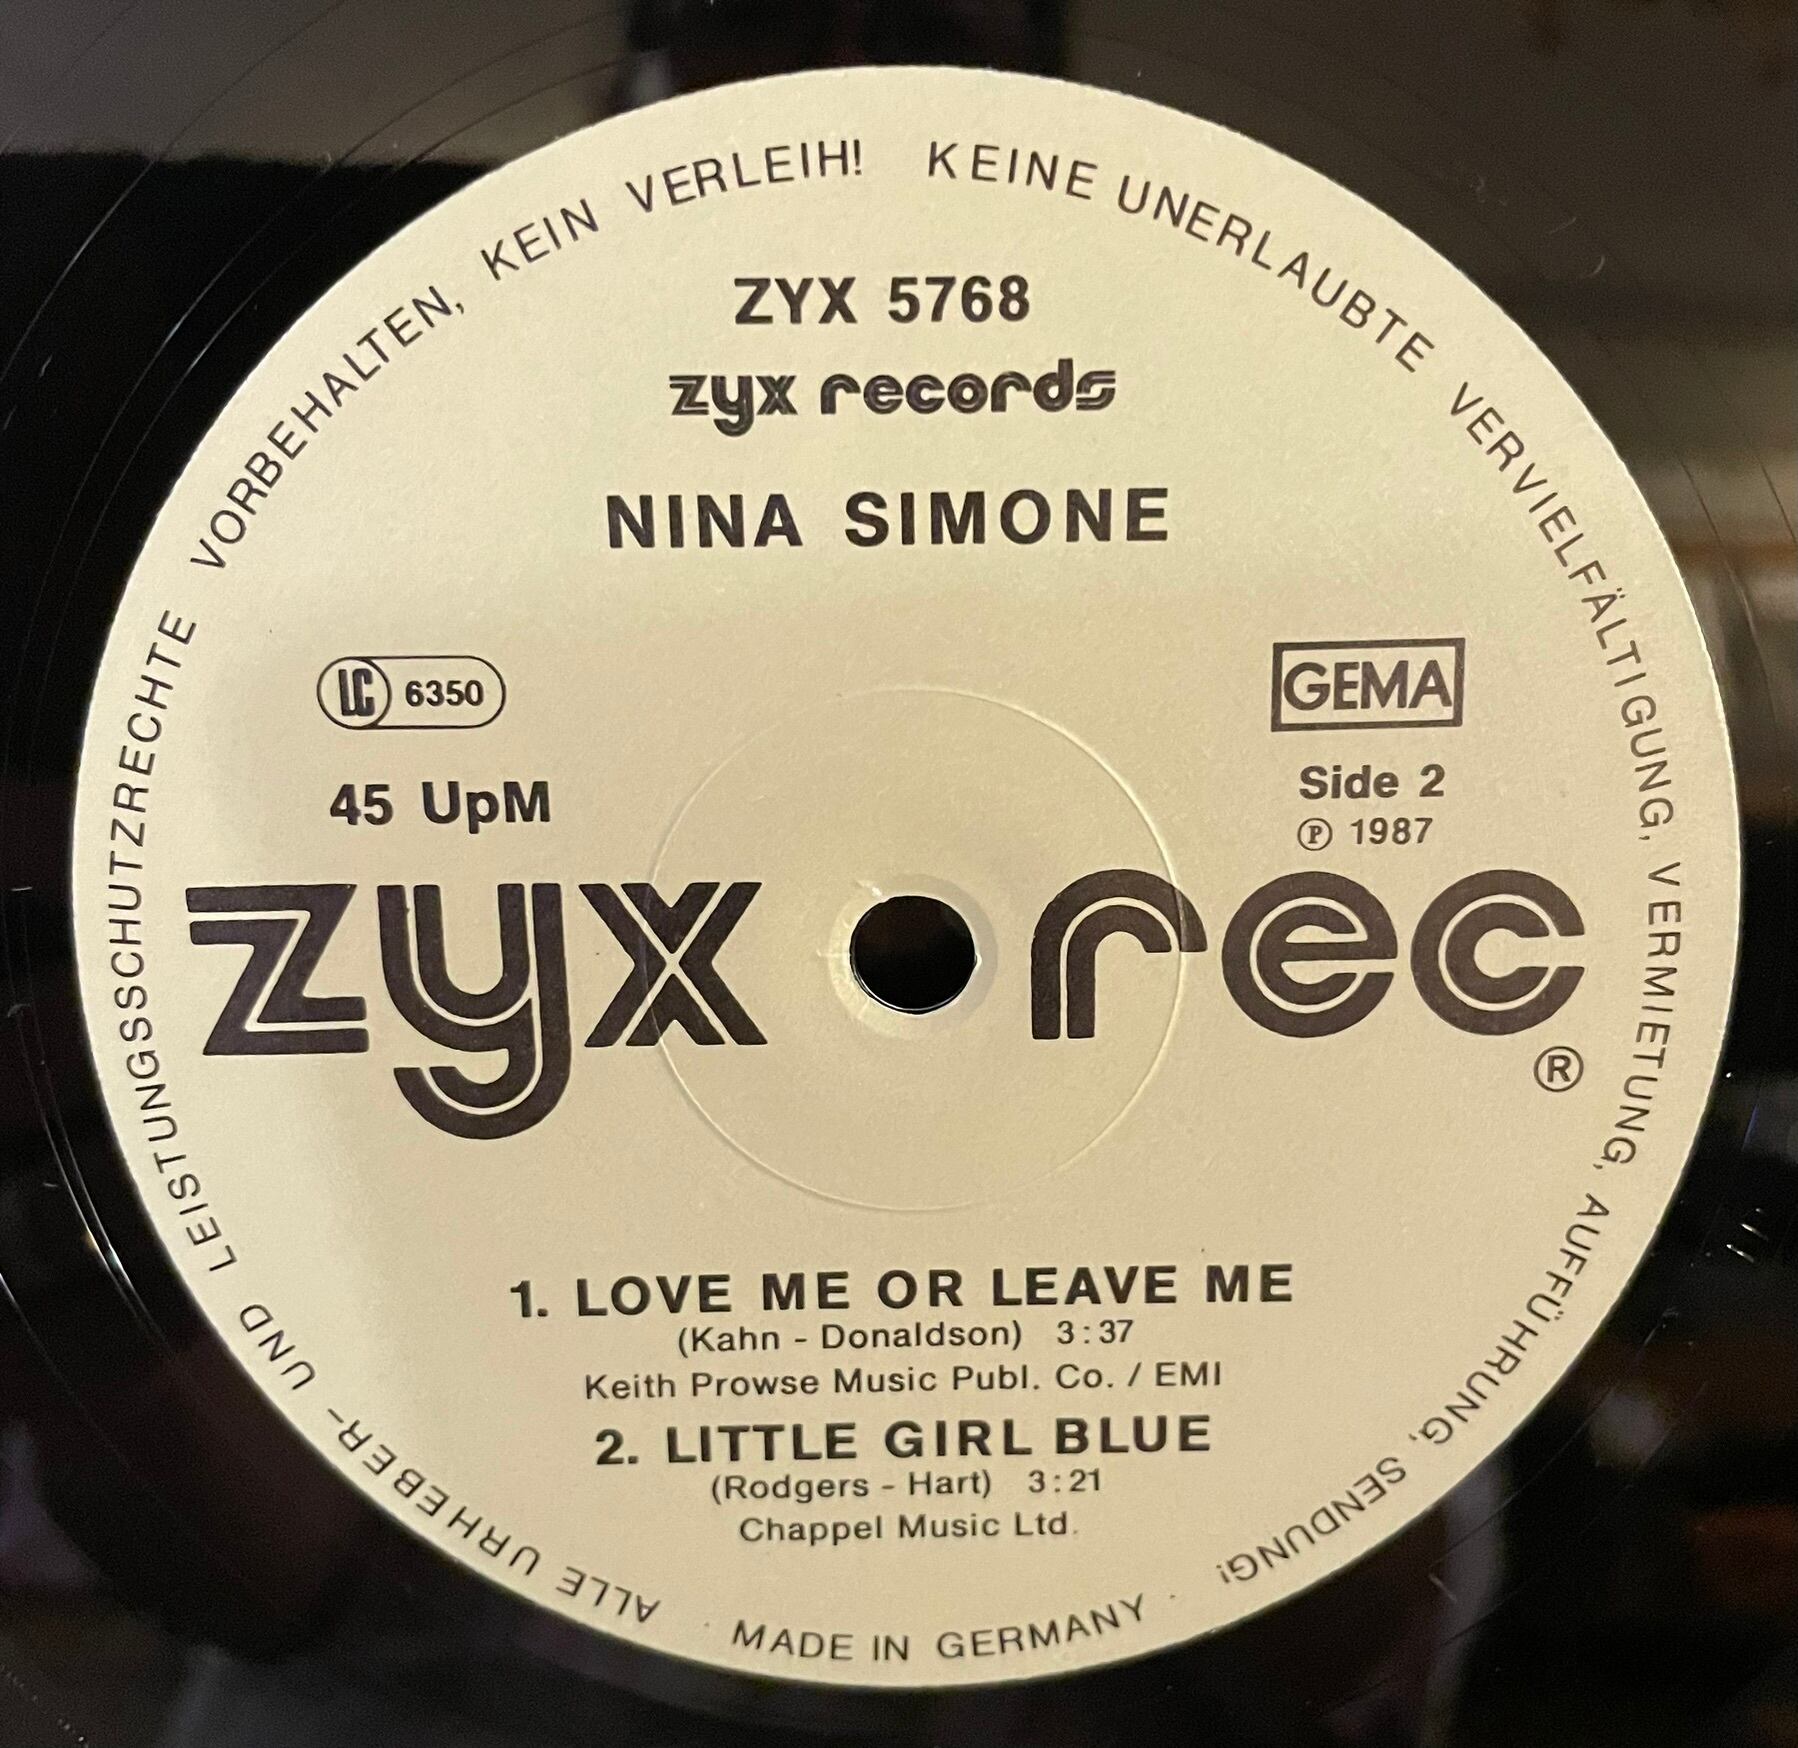 ALLE URHEBER- UND LEISTUNGSSCHUTZRECHTE VORBEHALTEN, KEIN VERLEIH! KEINE UNERLAUBTE VERVIELFÄLTIGUNG, VERMIETUNG, AUFFÜHRUNG, SENDUNG!
ZYX 5768
zyx records
NINA SIMONE
LC 6350
GEMA
45 UpM
Side 2
℗ 1987
zyx rec®
1. LOVE ME OR LEAVE ME
(Kahn - Donaldson) 3:37
Keith Prowse Music Publ. Co. / EMI
2. LITTLE GIRL BLUE
(Rodgers - Hart) 3:21
Chappel Music Ltd.
· MADE IN GERMANY ·